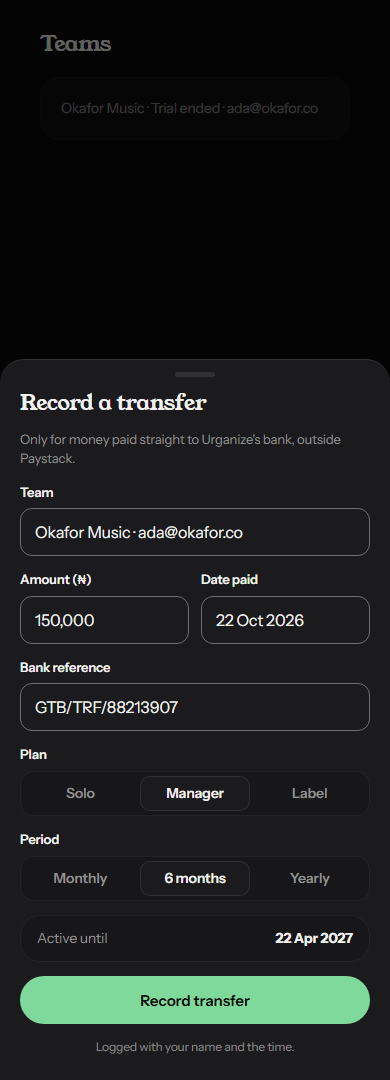 Teams
Okafor Music · Trial ended · ada@okafor.co
Record a transfer
Only for money paid straight to Urganize's bank, outside
Paystack.
Team
Okafor Music · ada@okafor.co
Amount (₦) Date paid
150,000 22 Oct 2026
Bank reference
GTB/TRF/88213907
Plan
Solo Manager Label
Period
Monthly 6 months Yearly
Active until 22 Apr 2027
Record transfer
Logged with your name and the time.